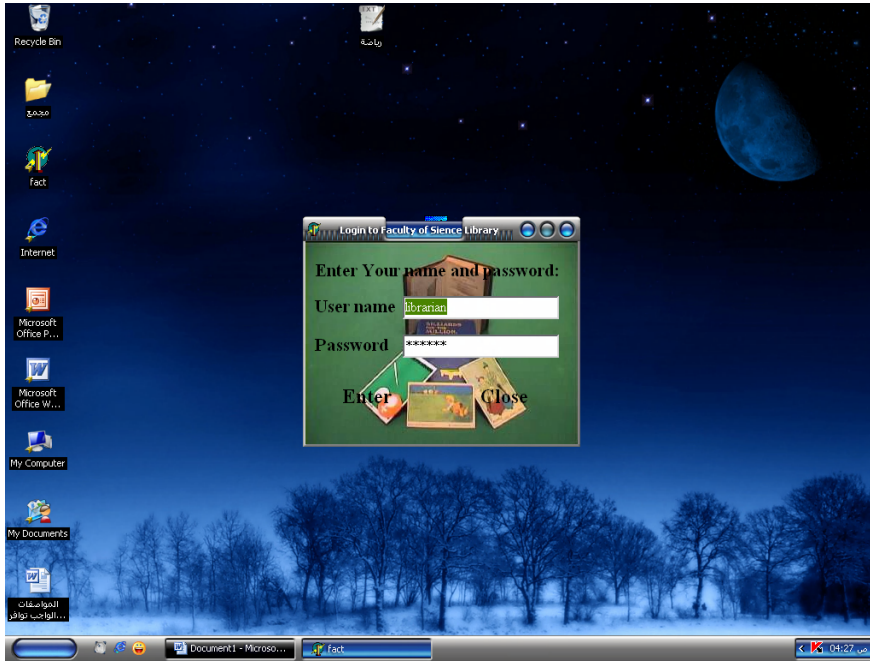 Recycle Bin
رياضة
مجمع
fact
Internet
Microsoft
Office P...
Microsoft
Office W...
My Computer
My Documents
المواصفات
الواجب توافر...
Login to Faculty of Sience Library
Enter Your name and password:
User name librarian
Password ******
Enter Close
Document1 - Microso...
fact
04:27 ص